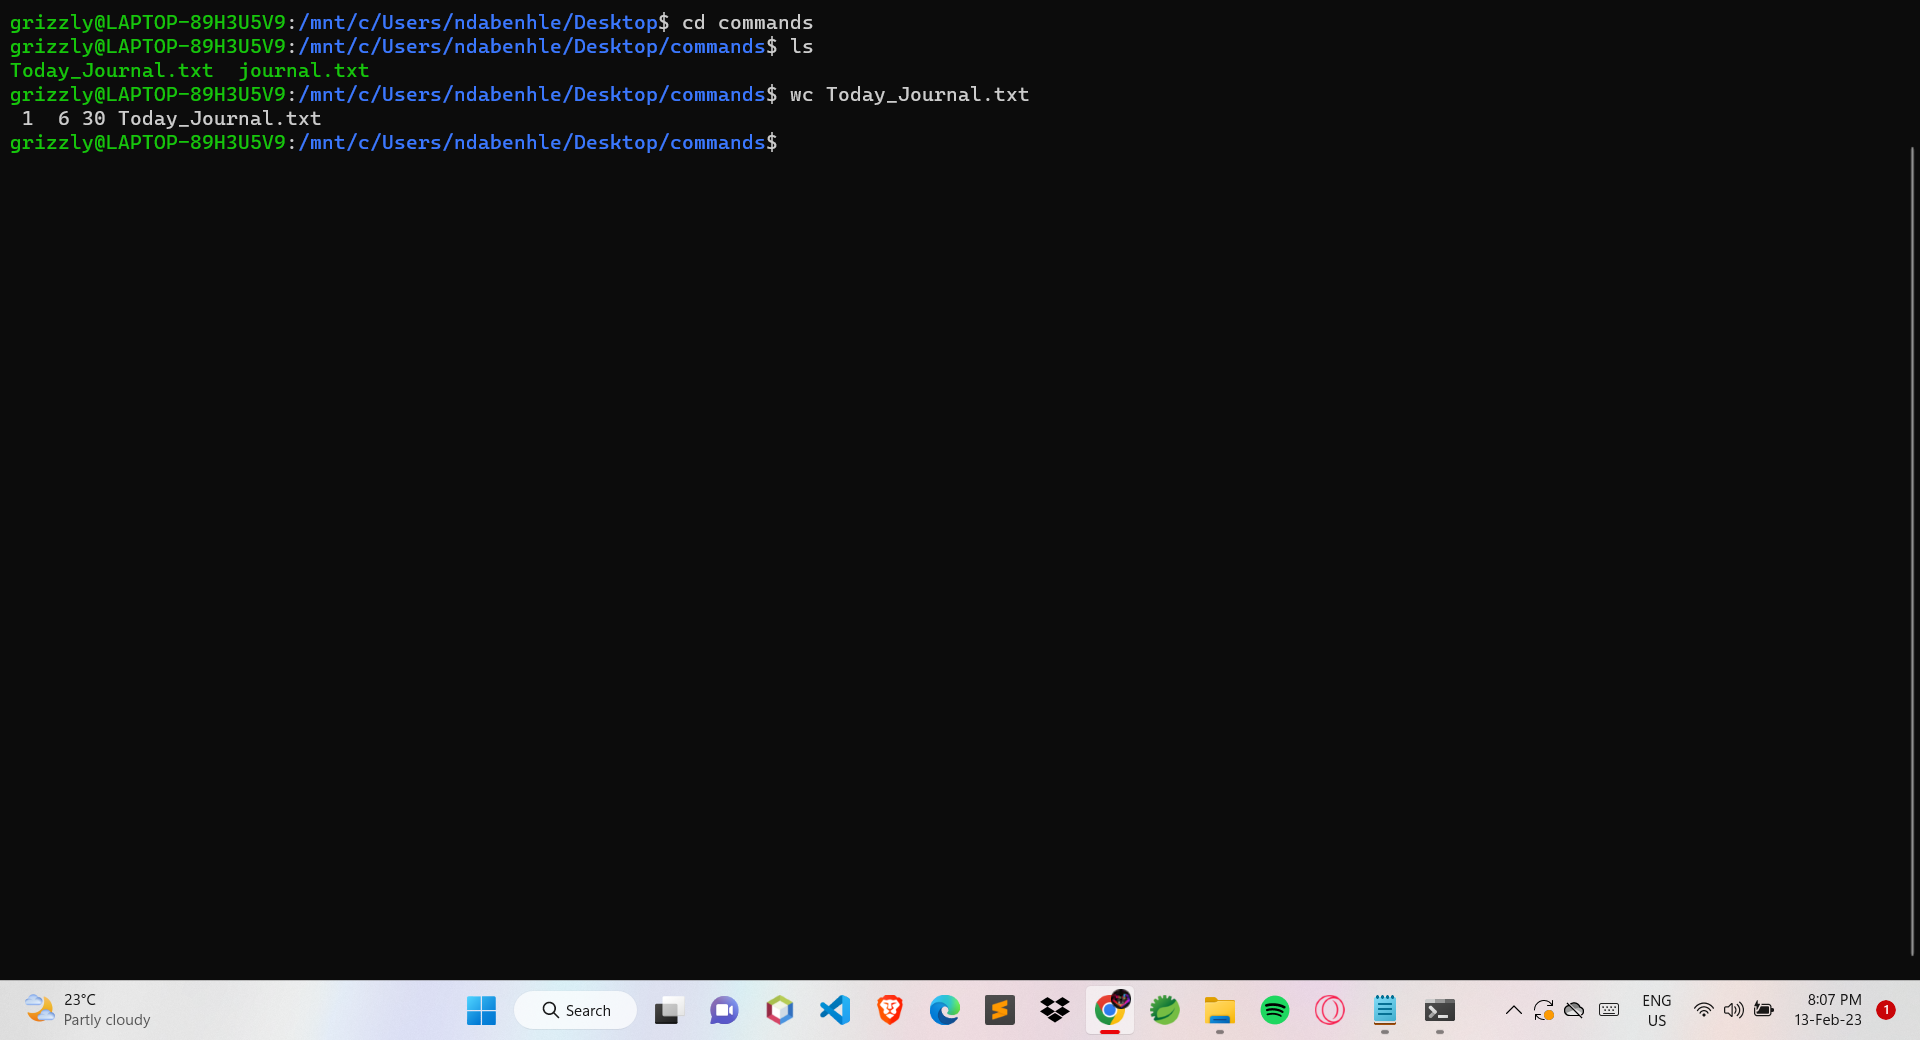 grizzly@LAPTOP-89H3U5V9:/mnt/c/Users/ndabenhle/Desktop$ cd commands
grizzly@LAPTOP-89H3U5V9:/mnt/c/Users/ndabenhle/Desktop/commands$ ls
Today_Journal.txt  journal.txt
grizzly@LAPTOP-89H3U5V9:/mnt/c/Users/ndabenhle/Desktop/commands$ wc Today_Journal.txt
 1  6 30 Today_Journal.txt
grizzly@LAPTOP-89H3U5V9:/mnt/c/Users/ndabenhle/Desktop/commands$
23°C
Partly cloudy
Search
ENG
US
8:07 PM
13-Feb-23
1